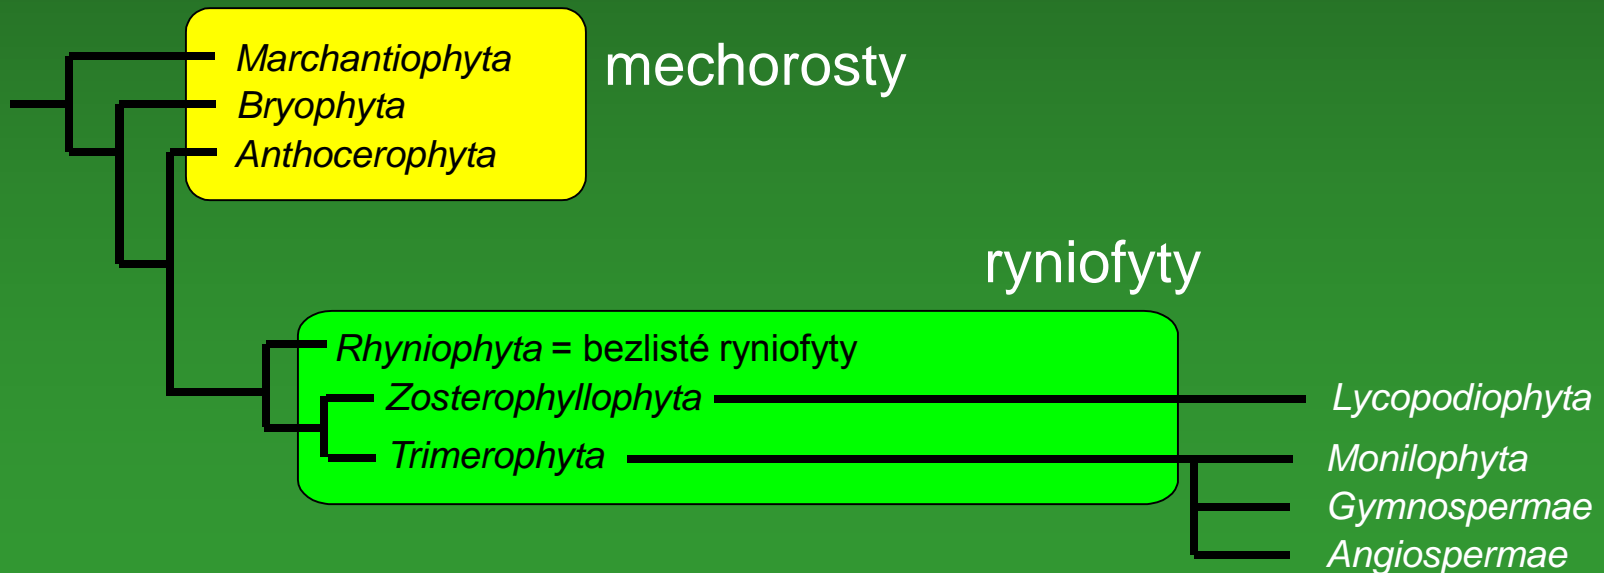 Marchantiophyta
mechorosty
Bryophyta
Anthocerophyta
ryniofyty
Rhyniophyta = bezlisté ryniofyty
Zosterophyllophyta
Lycopodiophyta
Trimerophyta
Monilophyta
Gymnospermae
Angiospermae